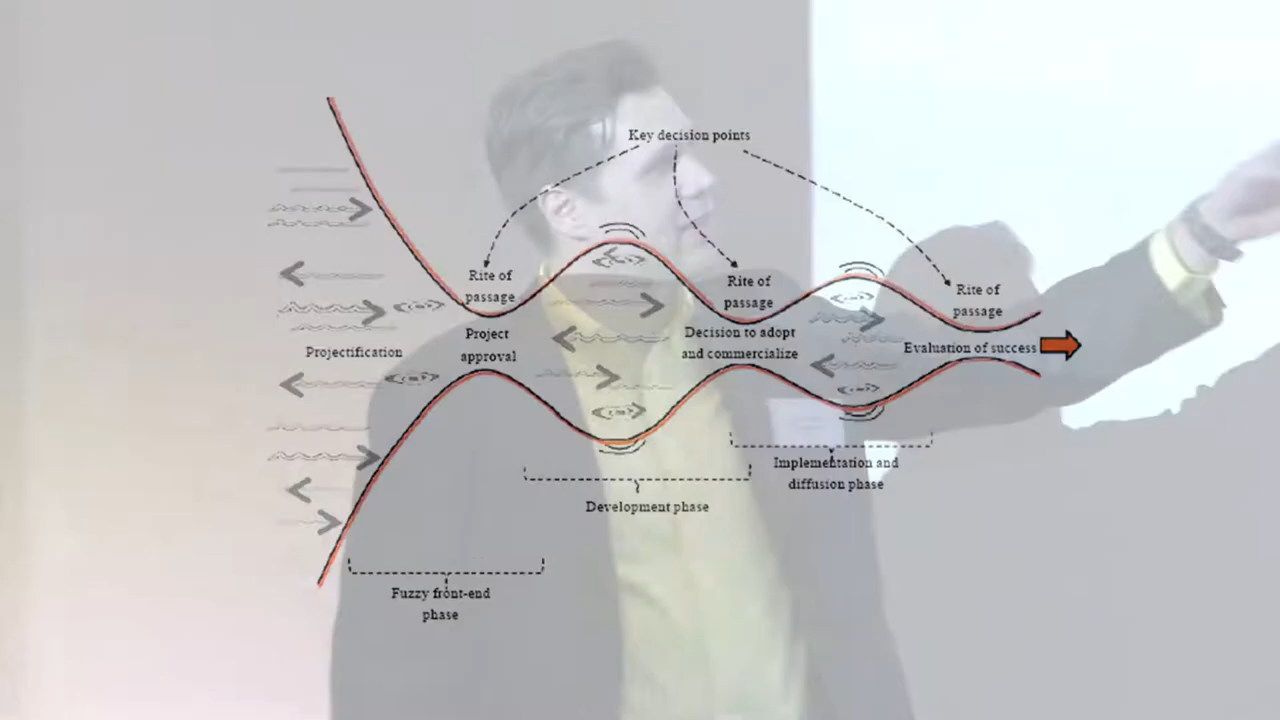 Key decision points
Rite of
passage
Rite of
passage
Rite of
passage
Project
approval
Decision to adopt
and commercialize
Evaluation of success
Projectification
Implementation and
diffusion phase
Development phase
Fuzzy front-end
phase